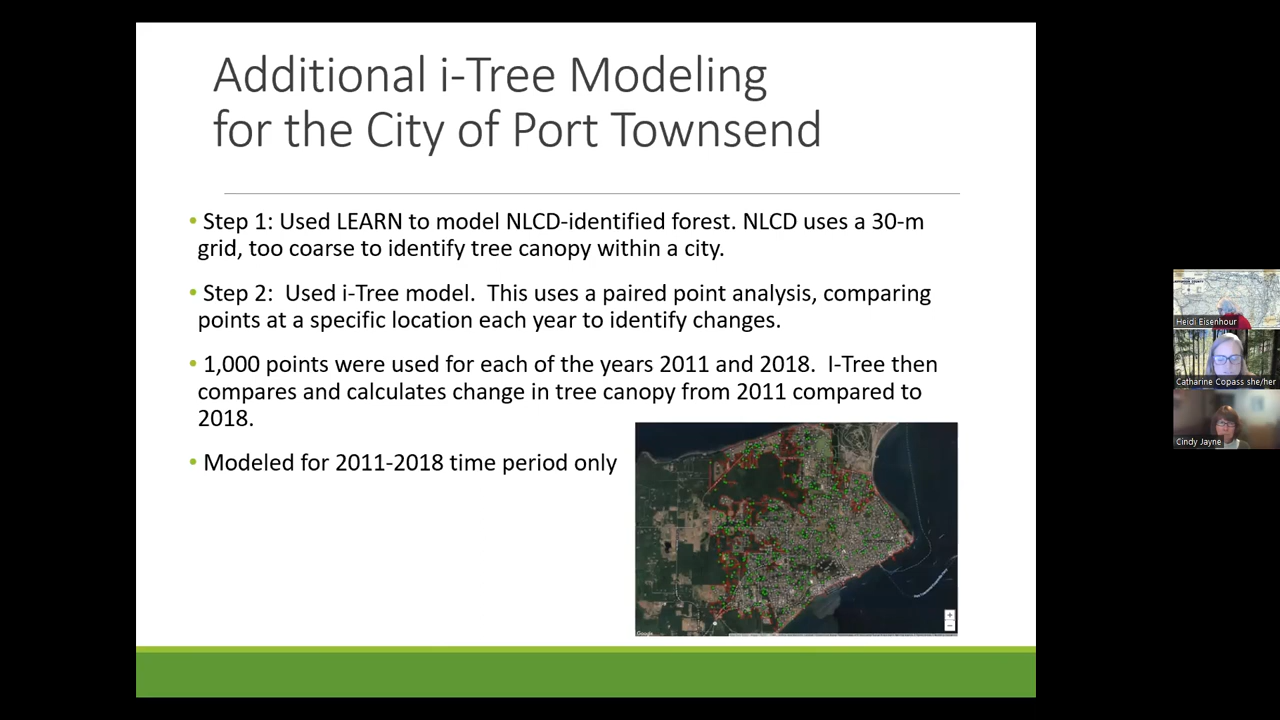 Additional i-Tree Modeling
for the City of Port Townsend
• Step 1: Used LEARN to model NLCD-identified forest. NLCD uses a 30-m
grid, too coarse to identify tree canopy within a city.
• Step 2:  Used i-Tree model.  This uses a paired point analysis, comparing
points at a specific location each year to identify changes.
• 1,000 points were used for each of the years 2011 and 2018.  I-Tree then
compares and calculates change in tree canopy from 2011 compared to
2018.
• Modeled for 2011-2018 time period only
Google
Heidi Eisenhour
Catharine Copass she/her
Cindy Jayne